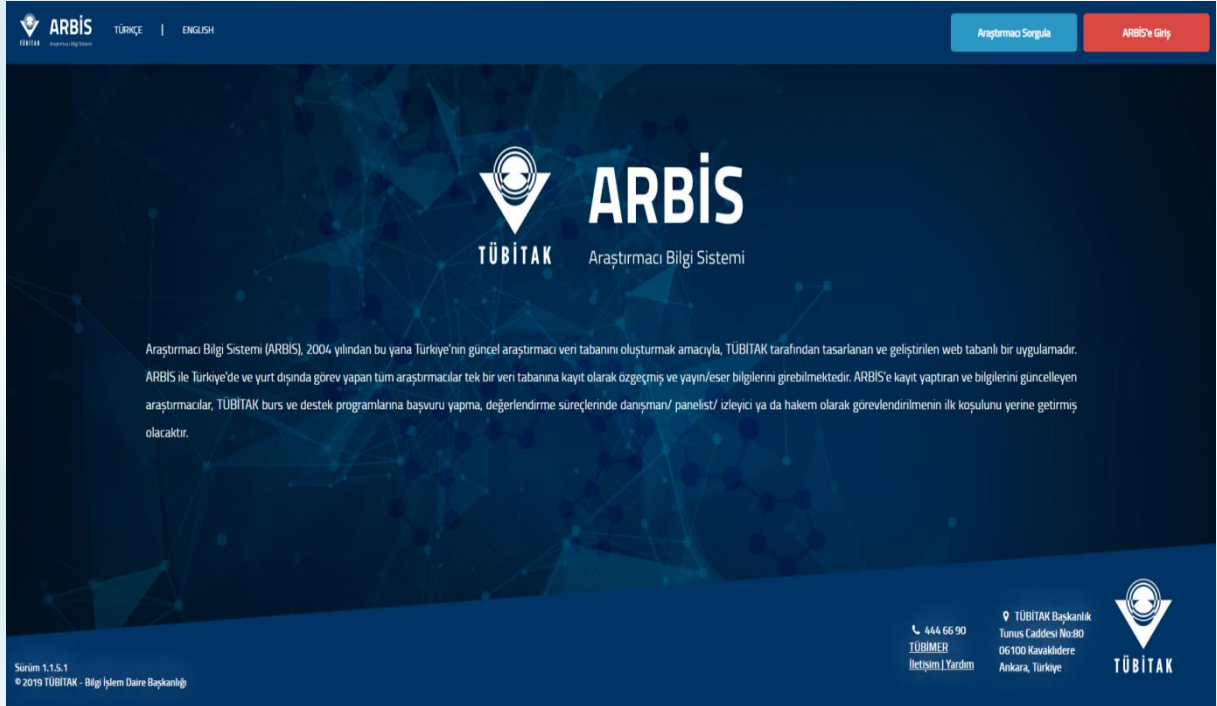 ARBİS
TÜRKÇE | ENGLISH
TÜBİTAK
Araştırmacı Bilgi Sistemi
Araştırmacı Sorgula
ARBİS'e Giriş
ARBİS
TÜBİTAK
Araştırmacı Bilgi Sistemi
Araştırmacı Bilgi Sistemi (ARBİS), 2004 yılından bu yana Türkiye'nin güncel araştırmacı veri tabanını oluşturmak amacıyla, TÜBİTAK tarafından tasarlanan ve geliştirilen web tabanlı bir uygulamadır.
ARBİS ile Türkiye'de ve yurt dışında görev yapan tüm araştırmacılar tek bir veri tabanına kayıt olarak özgeçmiş ve yayın/eser bilgilerini girebilmektedir. ARBİS'e kayıt yaptıran ve bilgilerini güncelleyen
araştırmacılar, TÜBİTAK burs ve destek programlarına başvuru yapma, değerlendirme süreçlerinde danışman/ panelist/ izleyici ya da hakem olarak görevlendirilmenin ilk koşulunu yerine getirmiş
olacaktır.
444 66 90
TÜBİMER
İletişim | Yardım
TÜBİTAK Başkanlık
Tunus Caddesi No:80
06100 Kavaklıdere
Ankara, Türkiye
TÜBİTAK
Sürüm 1.1.5.1
© 2019 TÜBİTAK - Bilgi İşlem Daire Başkanlığı